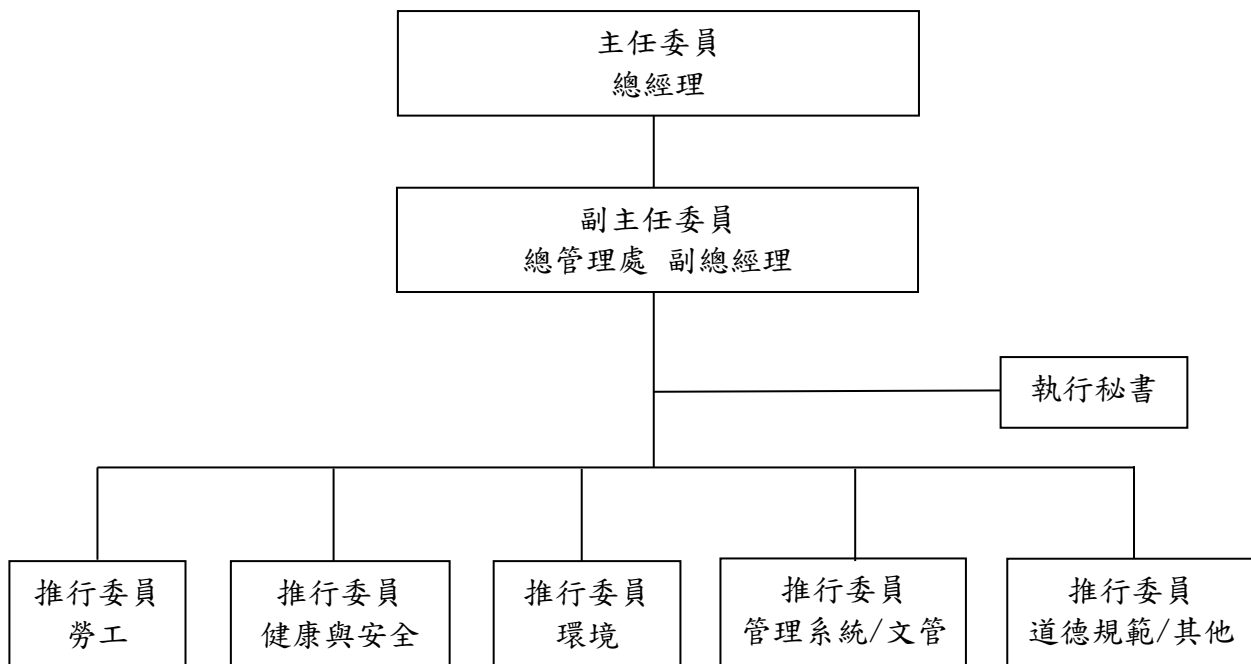 主任委員
總經理
副主任委員
總管理處 副總經理
執行秘書
推行委員
勞工
推行委員
健康與安全
推行委員
環境
推行委員
管理系統/文管
推行委員
道德規範/其他